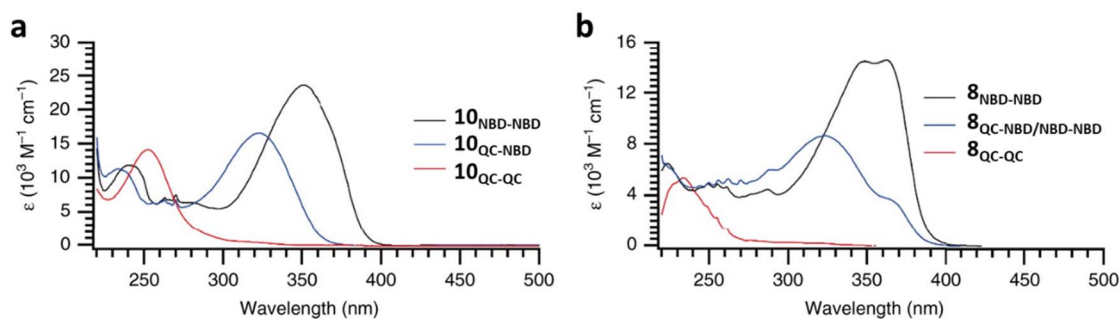 a
30
25
20
15
10
5
0
ε (10³ M⁻¹ cm⁻¹)
250 300 350 400 450 500
Wavelength (nm)
10NBD-NBD
10QC-NBD
10QC-QC
b
16
12
8
4
0
ε (10³ M⁻¹ cm⁻¹)
250 300 350 400 450 500
Wavelength (nm)
8NBD-NBD
8QC-NBD/NBD-NBD
8QC-QC